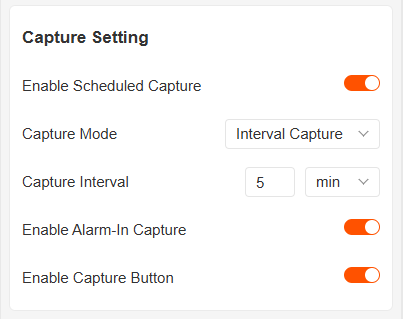 Capture Setting
Enable Scheduled Capture
Capture Mode Interval Capture
Capture Interval 5 min
Enable Alarm-In Capture
Enable Capture Button